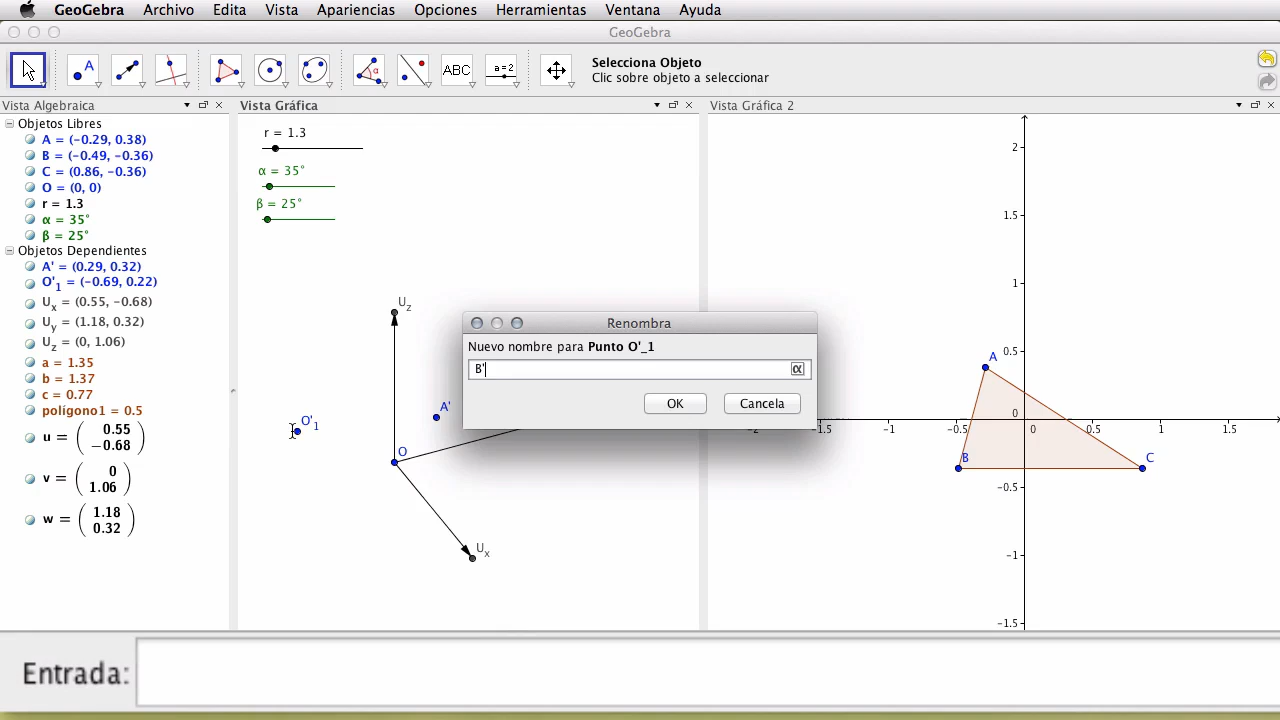 GeoGebra Archivo Edita Vista Apariencias Opciones Herramientas Ventana Ayuda
GeoGebra
A
α
ABC
a = 2
Selecciona Objeto
Clic sobre objeto a seleccionar
Vista Algebraica
Vista Gráfica
Vista Gráfica 2
Objetos Libres
A = (-0.29, 0.38)
B = (-0.49, -0.36)
C = (0.86, -0.36)
O = (0, 0)
r = 1.3
α = 35°
β = 25°
Objetos Dependientes
A' = (0.29, 0.32)
O'₁ = (-0.69, 0.22)
Uₓ = (0.55, -0.68)
U_y = (1.18, 0.32)
U_z = (0, 1.06)
a = 1.35
b = 1.37
c = 0.77
polígono1 = 0.5
u = ( 0.55
−0.68 )
v = ( 0
1.06 )
w = ( 1.18
0.32 )
r = 1.3
α = 35°
β = 25°
U_z
O'₁
A'
O
Uₓ
Renombra
Nuevo nombre para Punto O'_1
B'
α
OK
Cancela
2
1.5
1
0.5
0
-0.5
-1
-1.5
-2 -1.5 -1 -0.5 0 0.5 1 1.5
A
B
C
Entrada: